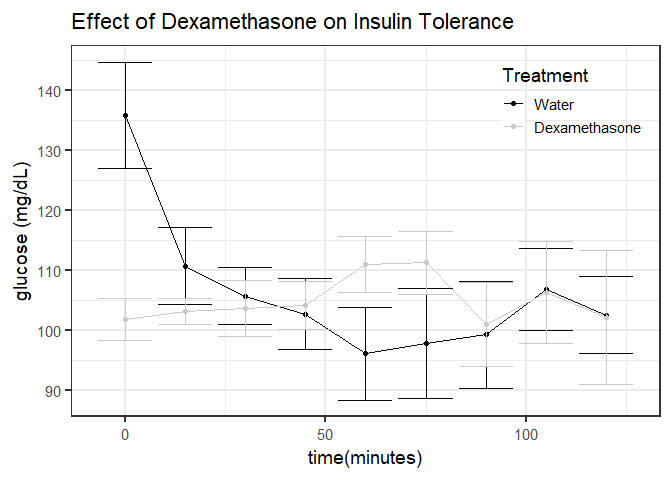 Effect of Dexamethasone on Insulin Tolerance
Treatment
Water
Dexamethasone
140
130
120
110
100
90
glucose (mg/dL)
0
50
100
time(minutes)